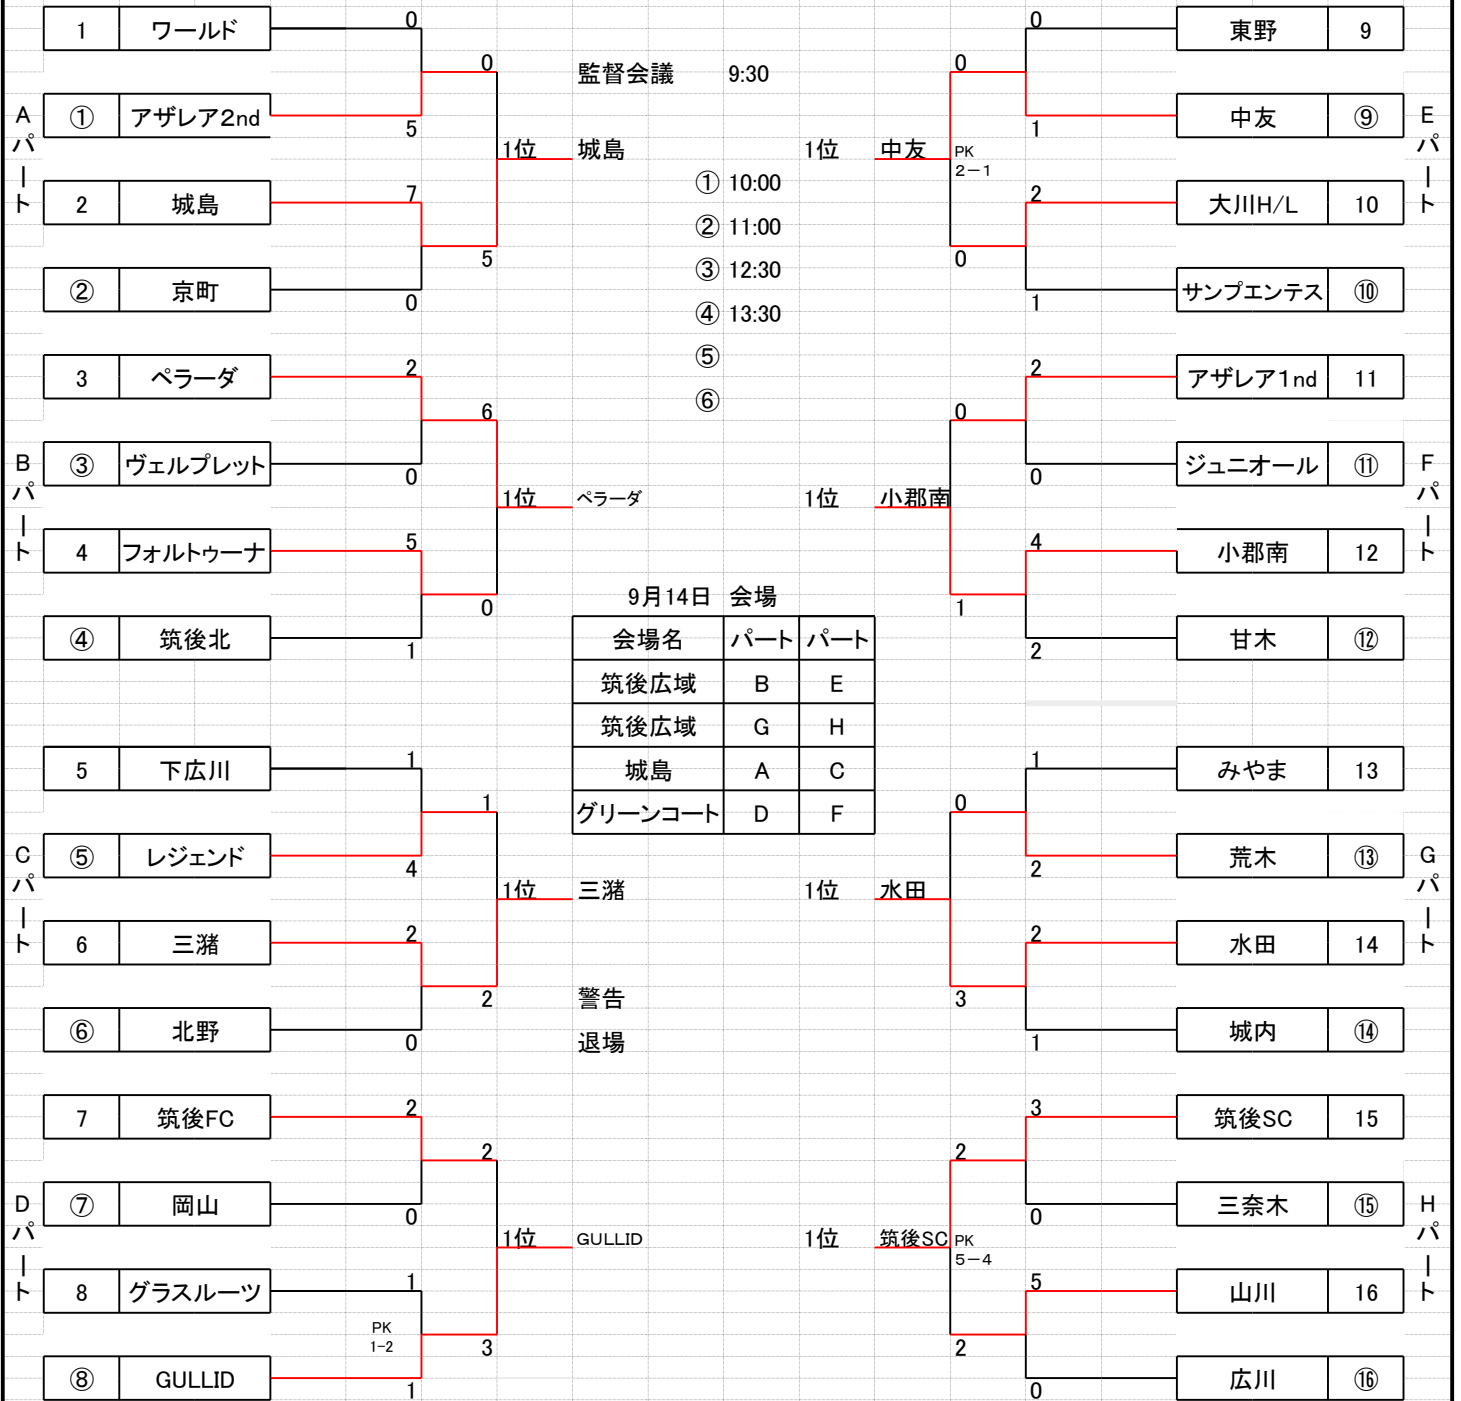 1 ワールド 0 0 東野 9
0 監督会議 9:30 0
Aパート ① アザレア2nd 5 1 中友 ⑨ Eパート
1位 城島 1位 中友 PK 2-1
① 10:00
2 城島 7 2 大川H/L 10
② 11:00
5 ③ 12:30 0
② 京町 0 1 サンプエンテス ⑩
④ 13:30
⑤
3 ペラーダ 2 2 アザレア1nd 11
⑥
6 0
Bパート ③ ヴェルプレット 0 0 ジュニオール ⑪ Fパート
1位 ペラーダ 1位 小郡南
4 フォルトゥーナ 5 4 小郡南 12
0 9月14日 会場 1
④ 筑後北 1 2 甘木 ⑫
会場名 パート パート
筑後広域 B E
筑後広域 G H
城島 A C
グリーンコート D F
5 下広川 1 1 みやま 13
1 0
Cパート ⑤ レジェンド 4 2 荒木 ⑬ Gパート
1位 三潴 1位 水田
6 三潴 2 2 水田 14
2 警告 3
⑥ 北野 0 退場 1 城内 ⑭
7 筑後FC 2 3 筑後SC 15
2 2
Dパート ⑦ 岡山 0 0 三奈木 ⑮ Hパート
1位 GULLID 1位 筑後SC PK 5-4
8 グラスルーツ 1 5 山川 16
PK 1-2 3 2
⑧ GULLID 1 0 広川 ⑯